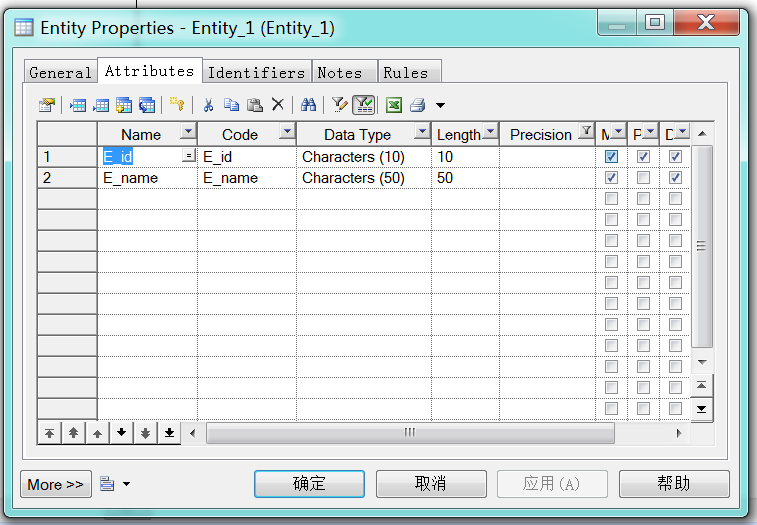 Entity Properties - Entity_1 (Entity_1)
General Attributes Identifiers Notes Rules
Name Code Data Type Length Precision M P D
1 E_id E_id Characters (10) 10
2 E_name E_name Characters (50) 50
More >> 确定 取消 应用(A) 帮助